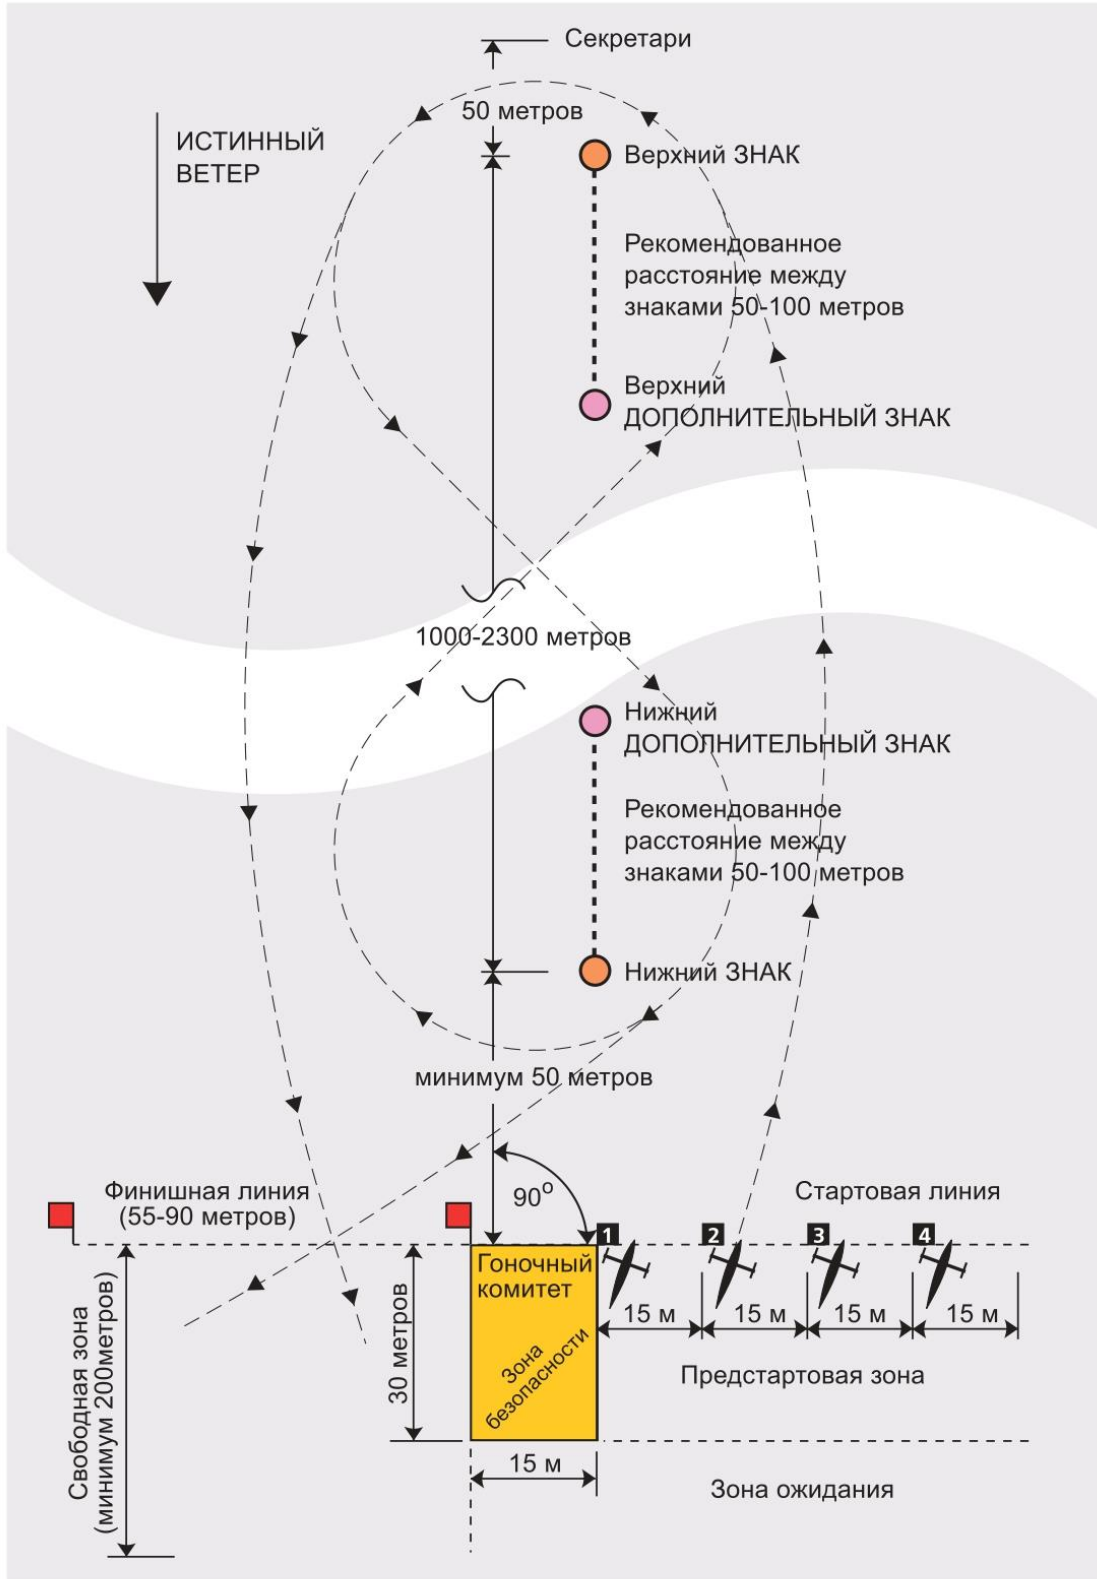 Секретари
50 метров
ИСТИННЫЙ
ВЕТЕР
Верхний ЗНАК
Рекомендованное
расстояние между
знаками 50-100 метров
Верхний
ДОПОЛНИТЕЛЬНЫЙ ЗНАК
1000-2300 метров
Нижний
ДОПОЛНИТЕЛЬНЫЙ ЗНАК
Рекомендованное
расстояние между
знаками 50-100 метров
Нижний ЗНАК
минимум 50 метров
90°
Финишная линия
(55-90 метров)
Стартовая линия
1 2 3 4
Гоночный
комитет
Зона
безопасности
30 метров
15 м 15 м 15 м 15 м
Предстартовая зона
Свободная зона
(минимум 200метров)
15 м
Зона ожидания